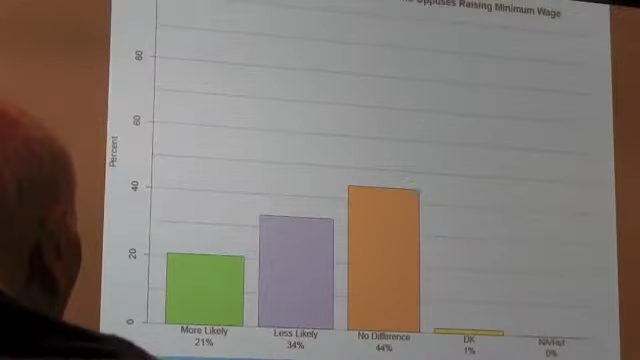 Opposes Raising Minimum Wage
80
60
40
20
0
Percent
More Likely Less Likely No Difference DK NA/Ref
21% 34% 44% 1% 0%